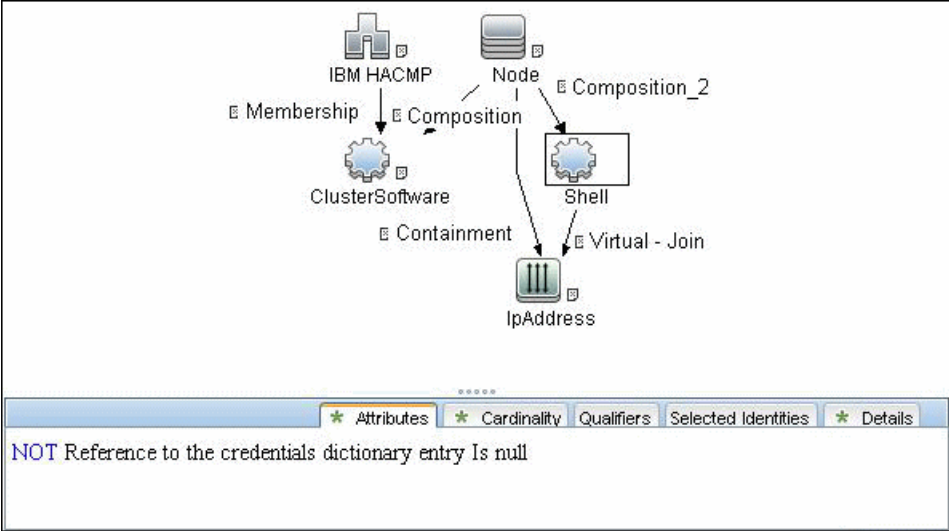 IBM HACMP
Node
Composition_2
Membership
Composition
ClusterSoftware
Shell
Containment
Virtual - Join
IpAddress
* Attributes
* Cardinality
Qualifiers
Selected Identities
* Details
NOT Reference to the credentials dictionary entry Is null